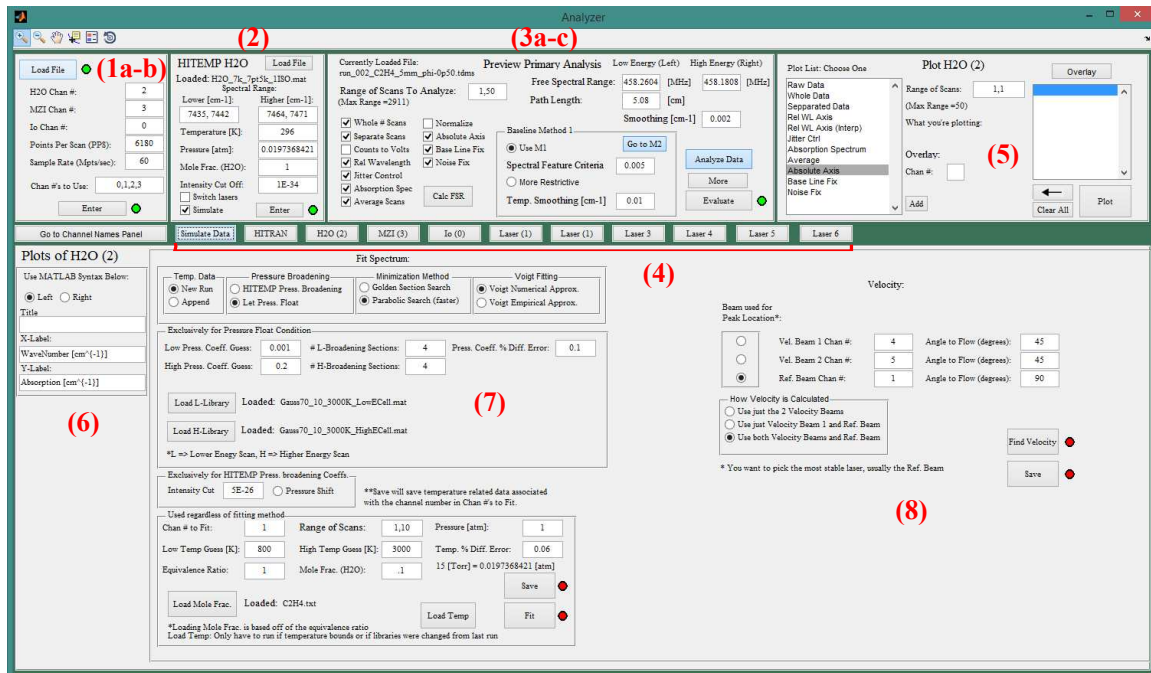 Analyzer
(1a-b)
Load File
H2O Chan #: 2
MZI Chan #: 3
Io Chan #: 0
Points Per Scan (PPS): 6180
Sample Rate (Mpts/sec): 60
Chan #'s to Use: 0,1,2,3
Enter
(2)
HITEMP H2O Load File
Loaded: H2O_7k_7pt5k_1ISO.mat
Spectral Range:
Lower [cm-1]: Higher [cm-1]:
7435, 7442 7464, 7471
Temperature [K]: 296
Pressure [atm]: 0.0197368421
Mole Frac. (H2O): 1
Intensity Cut Off: 1E-34
Switch lasers
Simulate Enter
(3a-c)
Currently Loaded File:
run_002_C2H4_5mm_phi-0p50.tdms
Preview Primary Analysis Low Energy (Left) High Energy (Right)
Range of Scans To Analyze: 1,50
(Max Range =2911)
Free Spectral Range: 458.2604 [MHz] 458.1808 [MHz]
Path Length: 5.08 [cm]
Smoothing [cm-1] 0.002
Whole # Scans Normalize
Separate Scans Absolute Axis
Counts to Volts Base Line Fix
Rel Wavelength Noise Fix
Jitter Control
Absorption Spec
Average Scans
Calc FSR
Baseline Method 1
Use M1 Go to M2
Spectral Feature Criteria 0.005
More Restrictive
Temp. Smoothing [cm-1] 0.01
Analyze Data
More
Evaluate
Plot List: Choose One
Raw Data
Whole Data
Sepparated Data
Rel WL Axis
Rel WL Axis (Interp)
Jitter Ctrl
Absorption Spectrum
Average
Absolute Axis
Base Line Fix
Noise Fix
Plot H2O (2)
Overlay
Range of Scans: 1,1
(Max Range =50)
What you're plotting:
Overlay:
Chan #:
Add
(5)
Clear All
Plot
Go to Channel Names Panel
Simulate Data HITRAN H2O (2) MZI (3) Io (0) Laser (1) Laser (1) Laser 3 Laser 4 Laser 5 Laser 6
(4)
Plots of H2O (2)
Use MATLAB Syntax Below:
Left Right
Title
X-Label:
WaveNumber [cm^{-1}]
Y-Label:
Absorption [cm^{-1}]
(6)
Fit Spectrum:
Temp. Data
New Run
Append
Pressure Broadening
HITEMP Press. Broadening
Let Press. Float
Minimization Method
Golden Section Search
Parabolic Search (faster)
Voigt Fitting
Voigt Numerical Approx.
Voigt Empirical Approx.
Exclusively for Pressure Float Condition
Low Press. Coeff. Guess: 0.001 # L-Broadening Sections: 4 Press. Coeff. % Diff. Error: 0.1
High Press. Coeff. Guess: 0.2 # H-Broadening Sections: 4
Load L-Library Loaded: Gauss70_10_3000K_LowECell.mat
(7)
Load H-Library Loaded: Gauss70_10_3000K_HighECell.mat
*L => Lower Enegy Scan, H => Higher Energy Scan
Exclusively for HITEMP Press. broadening Coeffs.
Intensity Cut 5E-26 Pressure Shift
**Save will save temperature related data associated
with the channel number in Chan #'s to Fit.
Used regardless of fitting method
Chan # to Fit: 1 Range of Scans: 1,10 Pressure [atm]: 1
Low Temp Guess [K]: 800 High Temp Guess [K]: 3000 Temp. % Diff. Error: 0.06
Equivalence Ratio: 1 Mole Frac. (H2O): .1 15 [Torr] = 0.0197368421 [atm]
Save
Load Mole Frac. Loaded: C2H4.txt
Load Temp Fit
*Loading Mole Frac. is based off of the equivalence ratio
Load Temp: Only have to run if temperature bounds or if libraries were changed from last run
Velocity:
Beam used for
Peak Location*:
Vel. Beam 1 Chan #: 4 Angle to Flow (degrees): 45
Vel. Beam 2 Chan #: 5 Angle to Flow (degrees): 45
Ref. Beam Chan #: 1 Angle to Flow (degrees): 90
How Velocity is Calculated
Use just the 2 Velocity Beams
Use just Velocity Beam 1 and Ref. Beam
Use both Velocity Beams and Ref. Beam
Find Velocity
* You want to pick the most stable laser, usually the Ref. Beam
Save
(8)